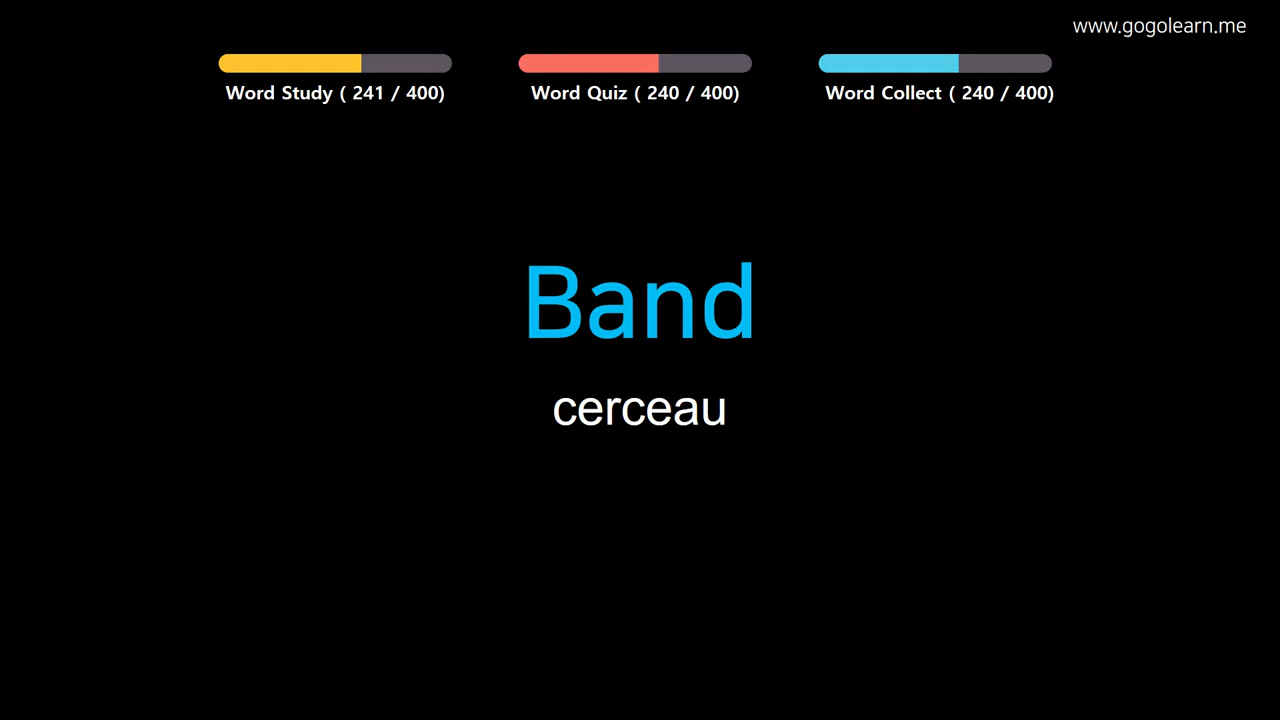 www.gogolearn.me
Word Study ( 241 / 400)
Word Quiz ( 240 / 400)
Word Collect ( 240 / 400)
Band
cerceau